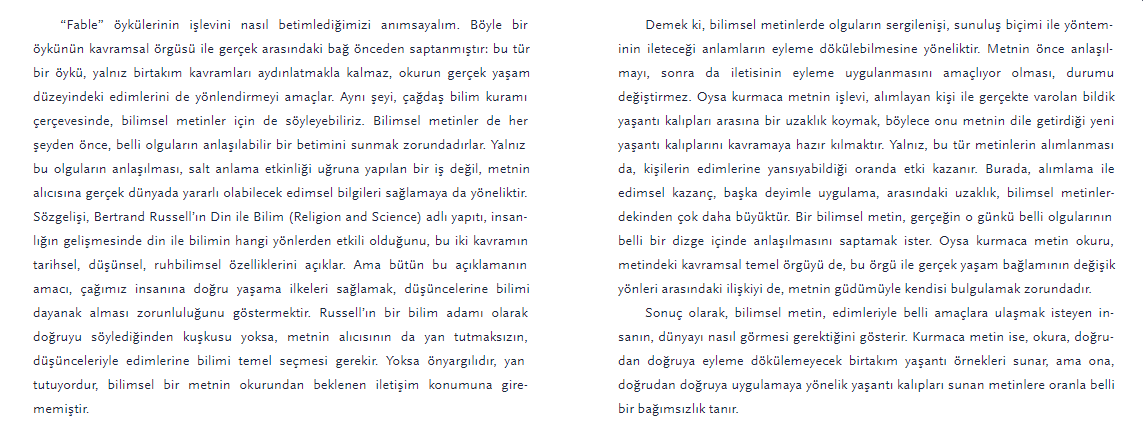 “Fable” öykülerinin işlevini nasıl betimlediğimizi anımsayalım. Böyle bir
öykünün kavramsal örgüsü ile gerçek arasındaki bağ önceden saptanmıştır: bu tür
bir öykü, yalnız birtakım kavramları aydınlatmakla kalmaz, okurun gerçek yaşam
düzeyindeki edimlerini de yönlendirmeyi amaçlar. Aynı şeyi, çağdaş bilim kuramı
çerçevesinde, bilimsel metinler için de söyleyebiliriz. Bilimsel metinler de her
şeyden önce, belli olguların anlaşılabilir bir betimini sunmak zorundadırlar. Yalnız
bu olguların anlaşılması, salt anlama etkinliği uğruna yapılan bir iş değil, metnin
alıcısına gerçek dünyada yararlı olabilecek edimsel bilgileri sağlamaya da yöneliktir.
Sözgelişi, Bertrand Russell’ın Din ile Bilim (Religion and Science) adlı yapıtı, insan-
lığın gelişmesinde din ile bilimin hangi yönlerden etkili olduğunu, bu iki kavramın
tarihsel, düşünsel, ruhbilimsel özelliklerini açıklar. Ama bütün bu açıklamanın
amacı, çağımız insanına doğru yaşama ilkeleri sağlamak, düşüncelerine bilimi
dayanak alması zorunluluğunu göstermektir. Russell’ın bir bilim adamı olarak
doğruyu söylediğinden kuşkusu yoksa, metnin alıcısının da yan tutmaksızın,
düşünceleriyle edimlerine bilimi temel seçmesi gerekir. Yoksa önyargılıdır, yan
tutuyordur, bilimsel bir metnin okurundan beklenen iletişim konumuna gire-
memiştir.
Demek ki, bilimsel metinlerde olguların sergilenişi, sunuluş biçimi ile yöntem-
inin ileteceği anlamların eyleme dökülebilmesine yöneliktir. Metnin önce anlaşıl-
mayı, sonra da iletisinin eyleme uygulanmasını amaçlıyor olması, durumu
değiştirmez. Oysa kurmaca metnin işlevi, alımlayan kişi ile gerçekte varolan bildik
yaşantı kalıpları arasına bir uzaklık koymak, böylece onu metnin dile getirdiği yeni
yaşantı kalıplarını kavramaya hazır kılmaktır. Yalnız, bu tür metinlerin alımlanması
da, kişilerin edimlerine yansıyabildiği oranda etki kazanır. Burada, alımlama ile
edimsel kazanç, başka deyimle uygulama, arasındaki uzaklık, bilimsel metinler-
dekinden çok daha büyüktür. Bir bilimsel metin, gerçeğin o günkü belli olgularının
belli bir dizge içinde anlaşılmasını saptamak ister. Oysa kurmaca metin okuru,
metindeki kavramsal temel örgüyü de, bu örgü ile gerçek yaşam bağlamının değişik
yönleri arasındaki ilişkiyi de, metnin güdümüyle kendisi bulgulamak zorundadır.
Sonuç olarak, bilimsel metin, edimleriyle belli amaçlara ulaşmak isteyen in-
sanın, dünyayı nasıl görmesi gerektiğini gösterir. Kurmaca metin ise, okura, doğru-
dan doğruya eyleme dökülemeyecek birtakım yaşantı örnekleri sunar, ama ona,
doğrudan doğruya uygulamaya yönelik yaşantı kalıpları sunan metinlere oranla belli
bir bağımsızlık tanır.